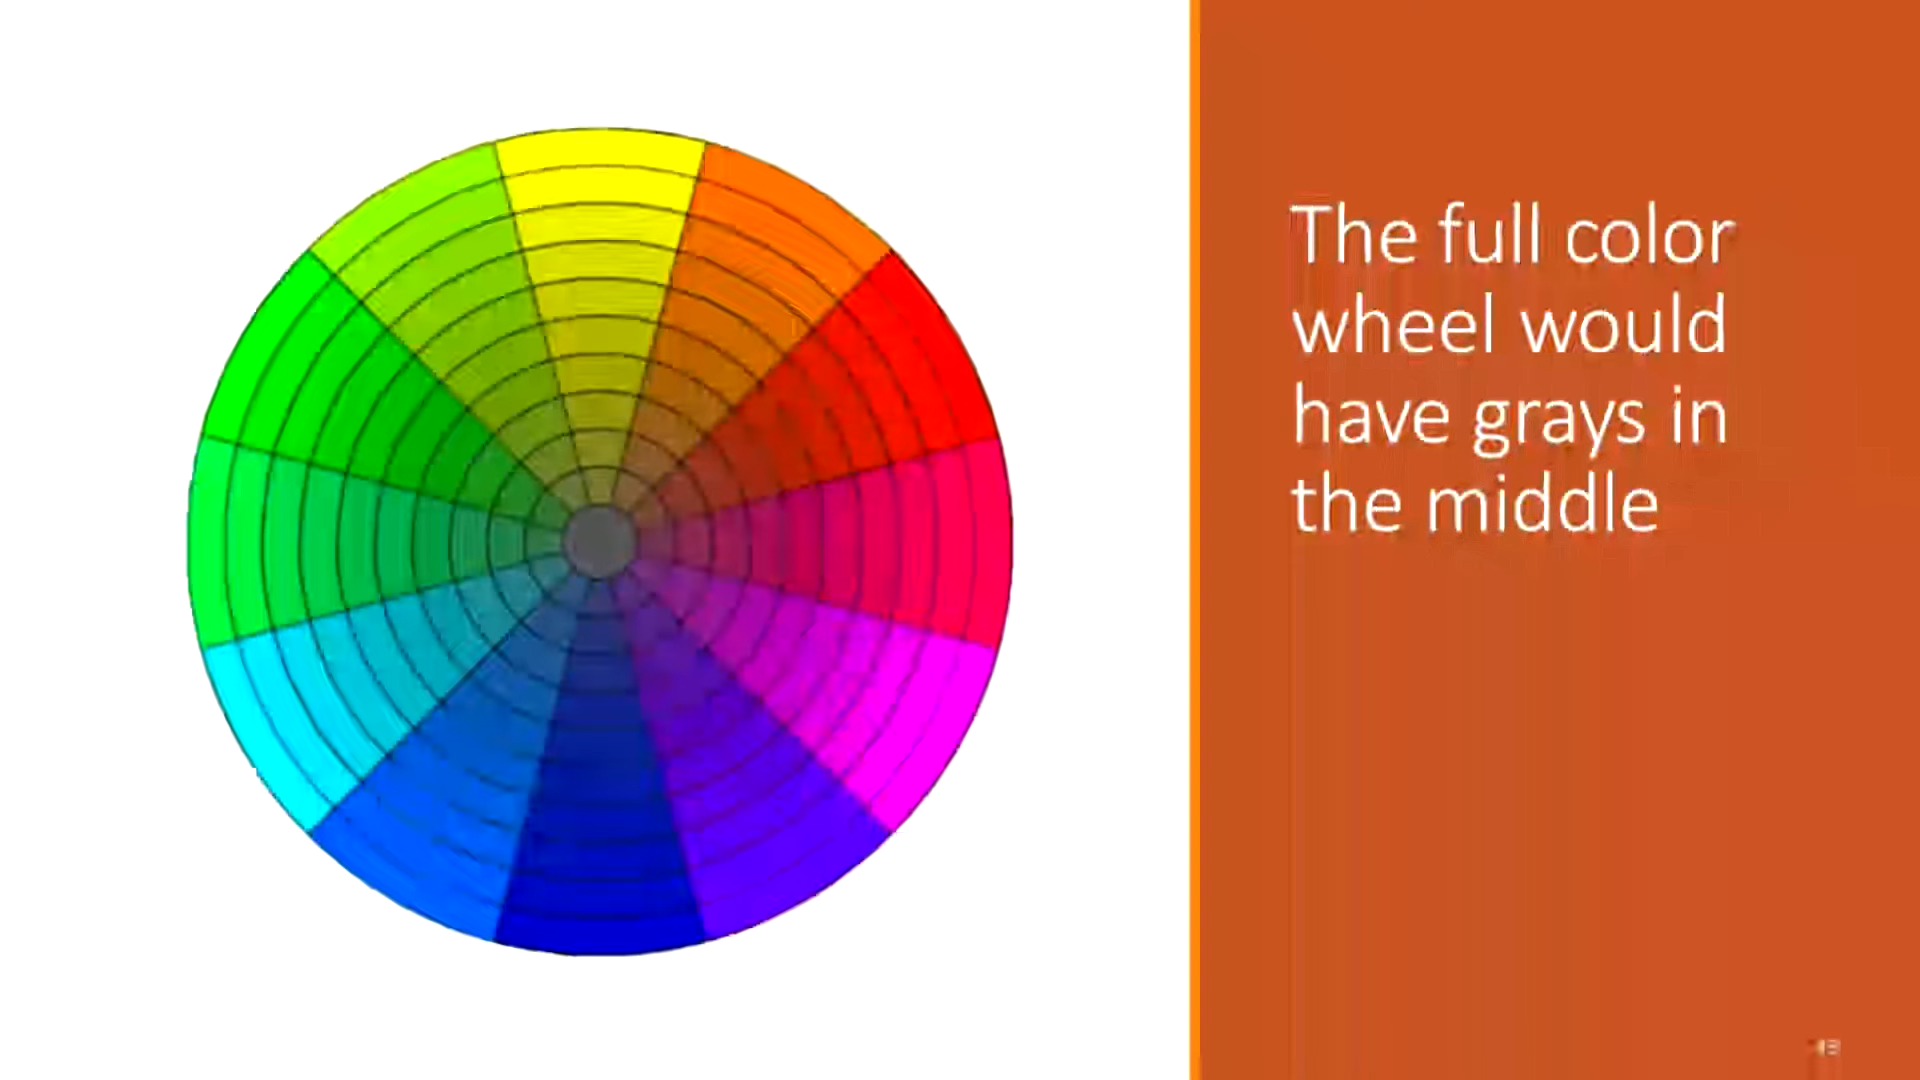 The full color
wheel would
have grays in
the middle